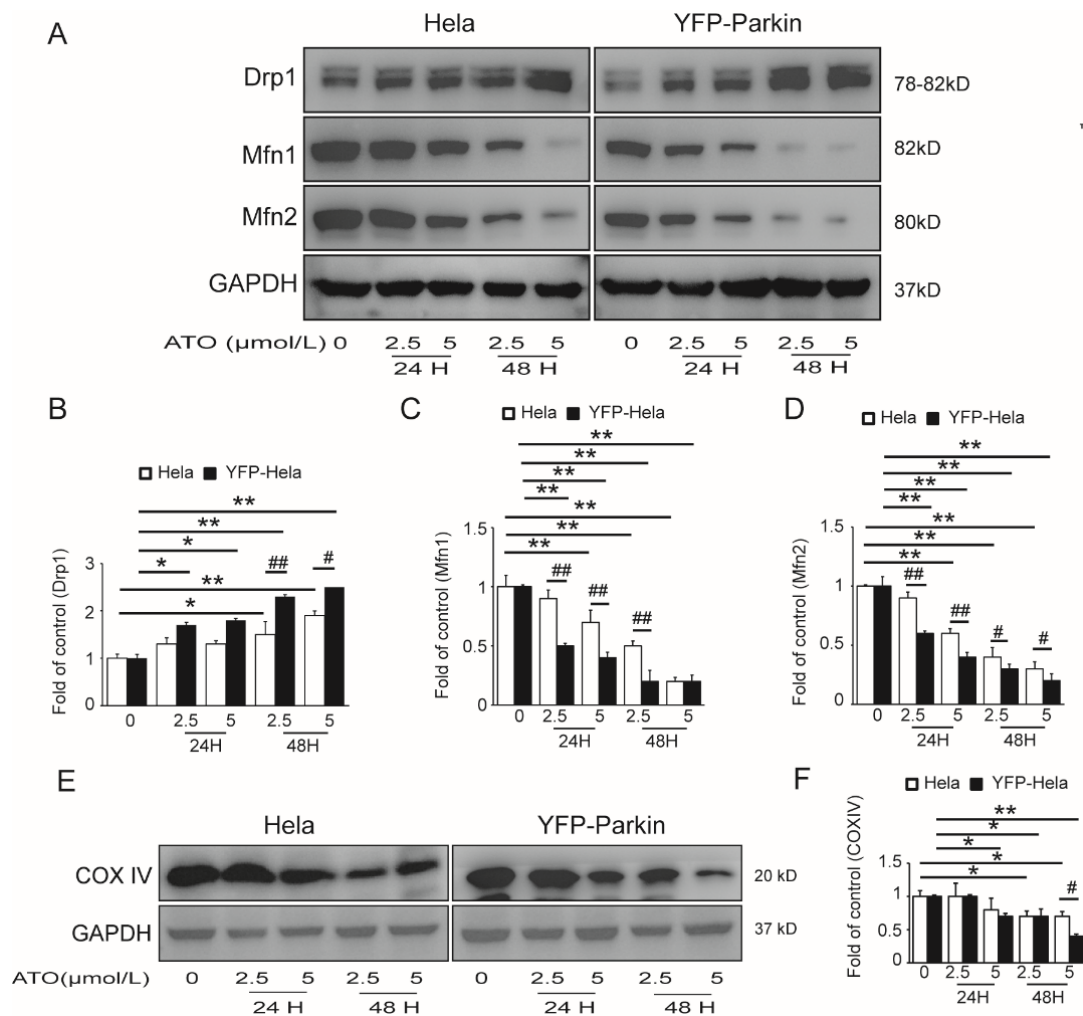 A
Hela YFP-Parkin
Drp1 78-82kD
Mfn1 82kD
Mfn2 80kD
GAPDH 37kD
ATO (µmol/L) 0 2.5 5 2.5 5 0 2.5 5 2.5 5
24 H 48 H 24 H 48 H
B
Hela YFP-Hela
** 
**
*
*
**
*
## #
Fold of control (Drp1)
3
2
1
0
0 2.5 5 2.5 5
24H 48H
C
Hela YFP-Hela
**
**
**
**
**
**
**
## ## ##
Fold of control (Mfn1)
1.5
1
0.5
0
0 2.5 5 2.5 5
24H 48H
D
Hela YFP-Hela
**
**
**
**
**
**
**
## ## # #
Fold of control (Mfn2)
1.5
1
0.5
0
0 2.5 5 2.5 5
24H 48H
E
Hela YFP-Parkin
COX IV 20 kD
GAPDH 37 kD
ATO(µmol/L) 0 2.5 5 2.5 5 0 2.5 5 2.5 5
24 H 48 H 24 H 48 H
F
Hela YFP-Hela
**
*
*
*
*
#
Fold of control (COXIV)
1.5
1
0.5
0
0 2.5 5 2.5 5
24H 48H